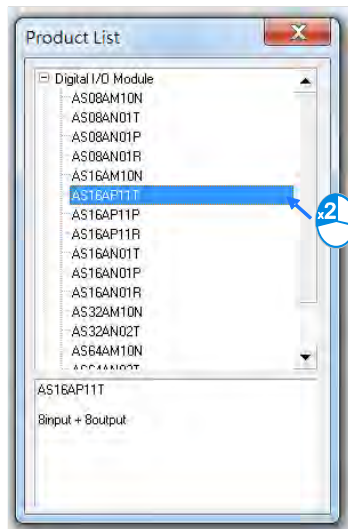 Product List
X
Digital I/O Module
AS08AM10N
AS08AN01T
AS08AN01P
AS08AN01R
AS16AM10N
AS16AP11T
AS16AP11P
AS16AP11R
AS16AN01T
AS16AN01P
AS16AN01R
AS32AM10N
AS32AN02T
AS64AM10N
AS64AN02T
x2
AS16AP11T
8input + 8output